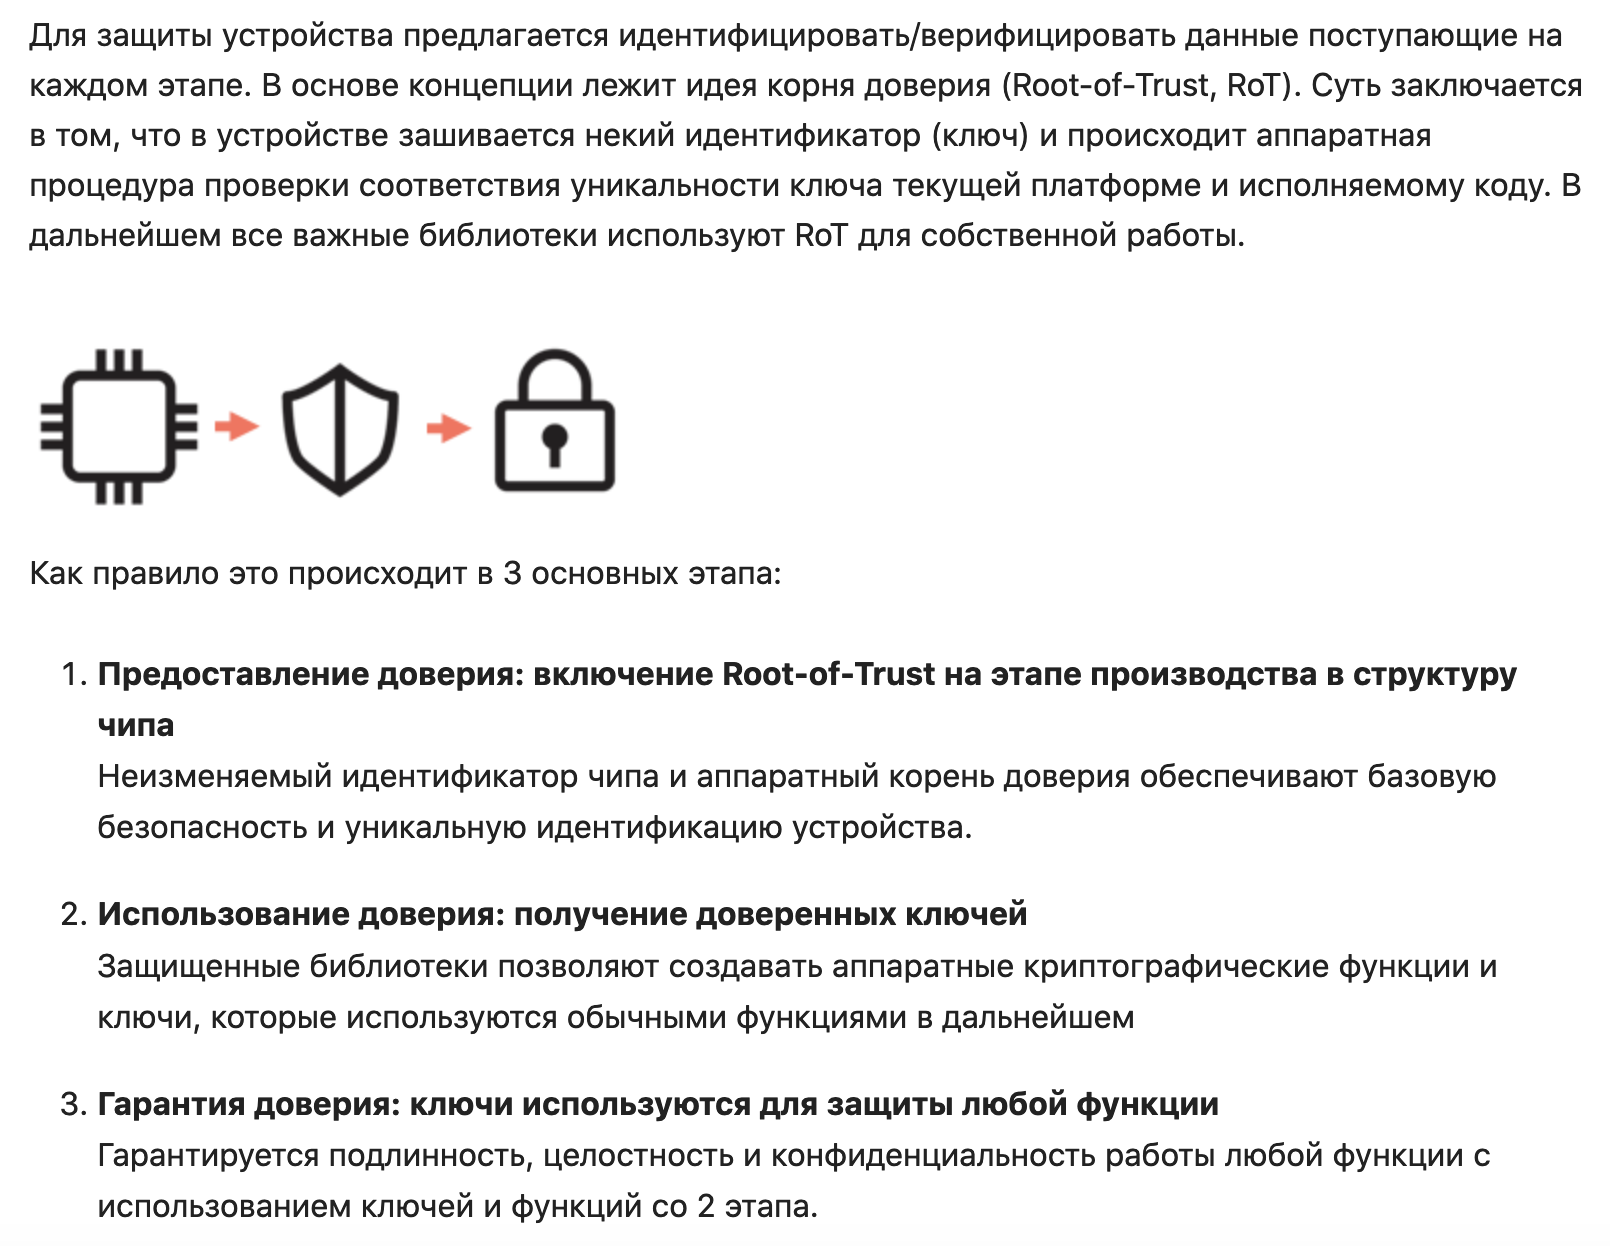 Для защиты устройства предлагается идентифицировать/верифицировать данные поступающие на
каждом этапе. В основе концепции лежит идея корня доверия (Root-of-Trust, RoT). Суть заключается
в том, что в устройстве зашивается некий идентификатор (ключ) и происходит аппаратная
процедура проверки соответствия уникальности ключа текущей платформе и исполняемому коду. В
дальнейшем все важные библиотеки используют RoT для собственной работы.
Как правило это происходит в 3 основных этапа:
1. Предоставление доверия: включение Root-of-Trust на этапе производства в структуру
чипа
Неизменяемый идентификатор чипа и аппаратный корень доверия обеспечивают базовую
безопасность и уникальную идентификацию устройства.
2. Использование доверия: получение доверенных ключей
Защищенные библиотеки позволяют создавать аппаратные криптографические функции и
ключи, которые используются обычными функциями в дальнейшем
3. Гарантия доверия: ключи используются для защиты любой функции
Гарантируется подлинность, целостность и конфиденциальность работы любой функции с
использованием ключей и функций со 2 этапа.